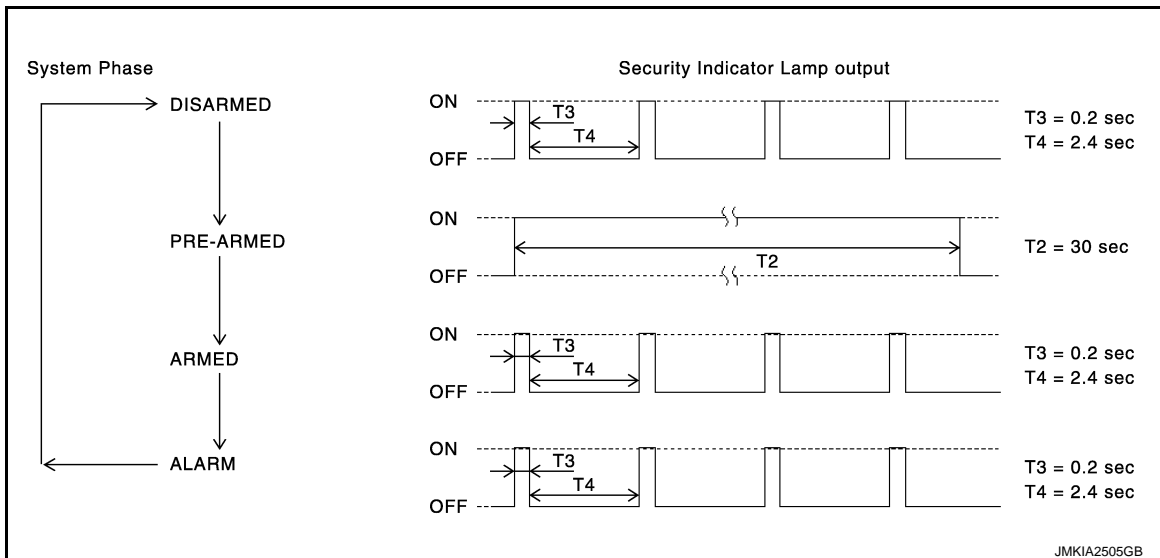 System Phase
Security Indicator Lamp output
DISARMED
ON
T3
T4
OFF
T3 = 0.2 sec
T4 = 2.4 sec
PRE-ARMED
ON
T2
OFF
T2 = 30 sec
ARMED
ON
T3
T4
OFF
T3 = 0.2 sec
T4 = 2.4 sec
ALARM
ON
T3
T4
OFF
T3 = 0.2 sec
T4 = 2.4 sec
JMKIA2505GB